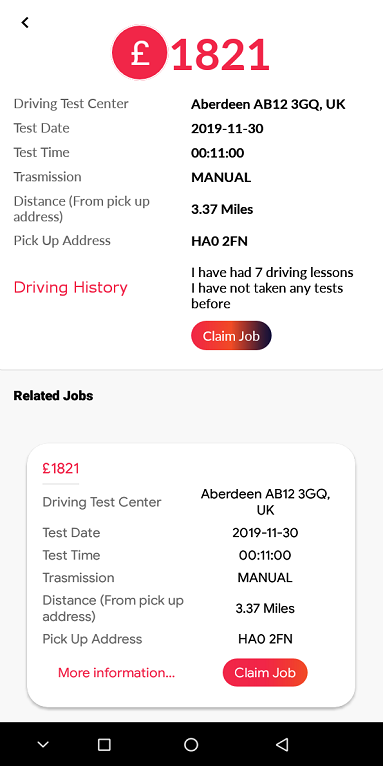 £ 1821
Driving Test Center Aberdeen AB12 3GQ, UK
Test Date 2019-11-30
Test Time 00:11:00
Trasmission MANUAL
Distance (From pick up
address) 3.37 Miles
Pick Up Address HA0 2FN
Driving History
I have had 7 driving lessons
I have not taken any tests
before
Claim Job
Related Jobs
£1821
Driving Test Center
Aberdeen AB12 3GQ,
UK
Test Date 2019-11-30
Test Time 00:11:00
Trasmission MANUAL
Distance (From pick up
address) 3.37 Miles
Pick Up Address HA0 2FN
More information... Claim Job